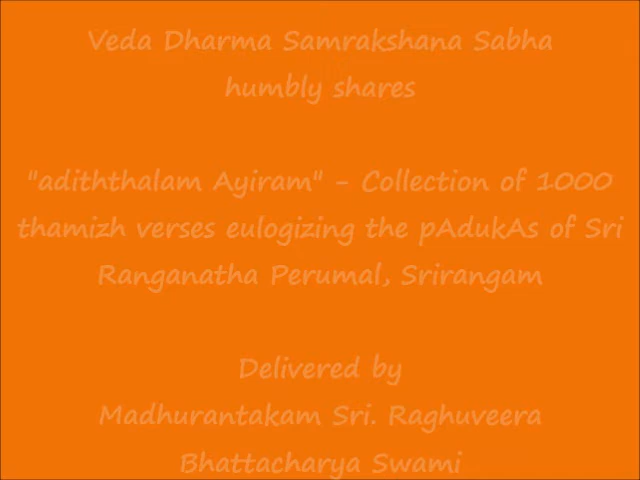 Veda Dharma Samrakshana Sabha
humbly shares
"adiththalam Ayiram" - Collection of 1000
thamizh verses eulogizing the pAdukAs of Sri
Ranganatha Perumal, Srirangam
Delivered by
Madhurantakam Sri. Raghuveera
Bhattacharya Swami